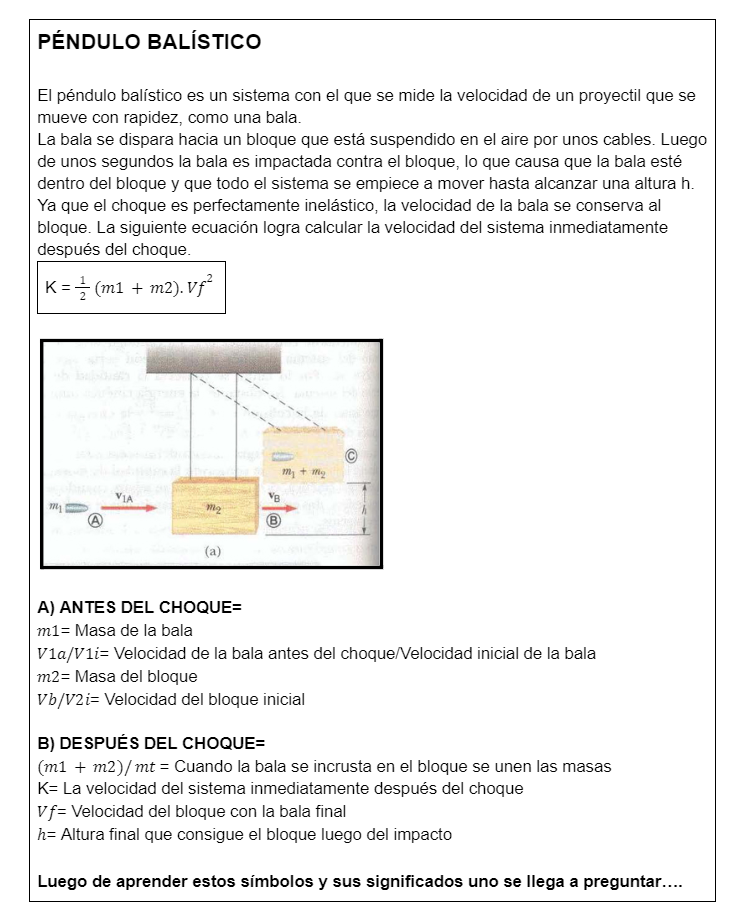 PÉNDULO BALÍSTICO
El péndulo balístico es un sistema con el que se mide la velocidad de un proyectil que se
mueve con rapidez, como una bala.
La bala se dispara hacia un bloque que está suspendido en el aire por unos cables. Luego
de unos segundos la bala es impactada contra el bloque, lo que causa que la bala esté
dentro del bloque y que todo el sistema se empiece a mover hasta alcanzar una altura h.
Ya que el choque es perfectamente inelástico, la velocidad de la bala se conserva al
bloque. La siguiente ecuación logra calcular la velocidad del sistema inmediatamente
después del choque.
K = 1/2 (m1 + m2). Vf²
m₁ + m₂
C
m₁
V₁A
A
m₂
VB
B
h
(a)
A) ANTES DEL CHOQUE=
m1= Masa de la bala
V1a/V1i= Velocidad de la bala antes del choque/Velocidad inicial de la bala
m2= Masa del bloque
Vb/V2i= Velocidad del bloque inicial
B) DESPUÉS DEL CHOQUE=
(m1 + m2)/mt = Cuando la bala se incrusta en el bloque se unen las masas
K= La velocidad del sistema inmediatamente después del choque
Vf= Velocidad del bloque con la bala final
h= Altura final que consigue el bloque luego del impacto
Luego de aprender estos símbolos y sus significados uno se llega a preguntar….